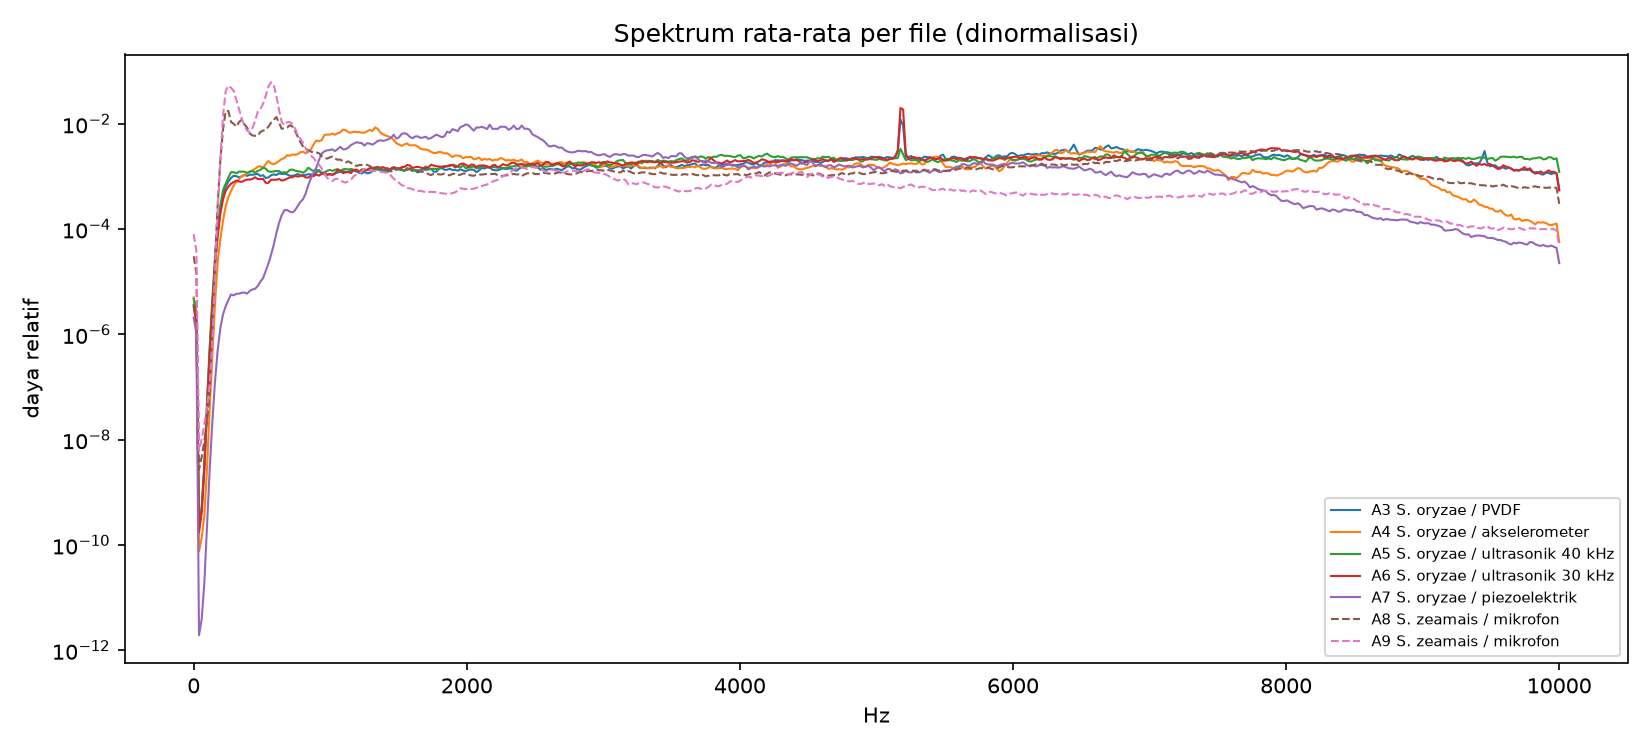 Spektrum rata-rata per file (dinormalisasi)
daya relatif
10⁻²
10⁻⁴
10⁻⁶
10⁻⁸
10⁻¹⁰
10⁻¹²
A3 S. oryzae / PVDF
A4 S. oryzae / akselerometer
A5 S. oryzae / ultrasonik 40 kHz
A6 S. oryzae / ultrasonik 30 kHz
A7 S. oryzae / piezoelektrik
A8 S. zeamais / mikrofon
A9 S. zeamais / mikrofon
0 2000 4000 6000 8000 10000
Hz